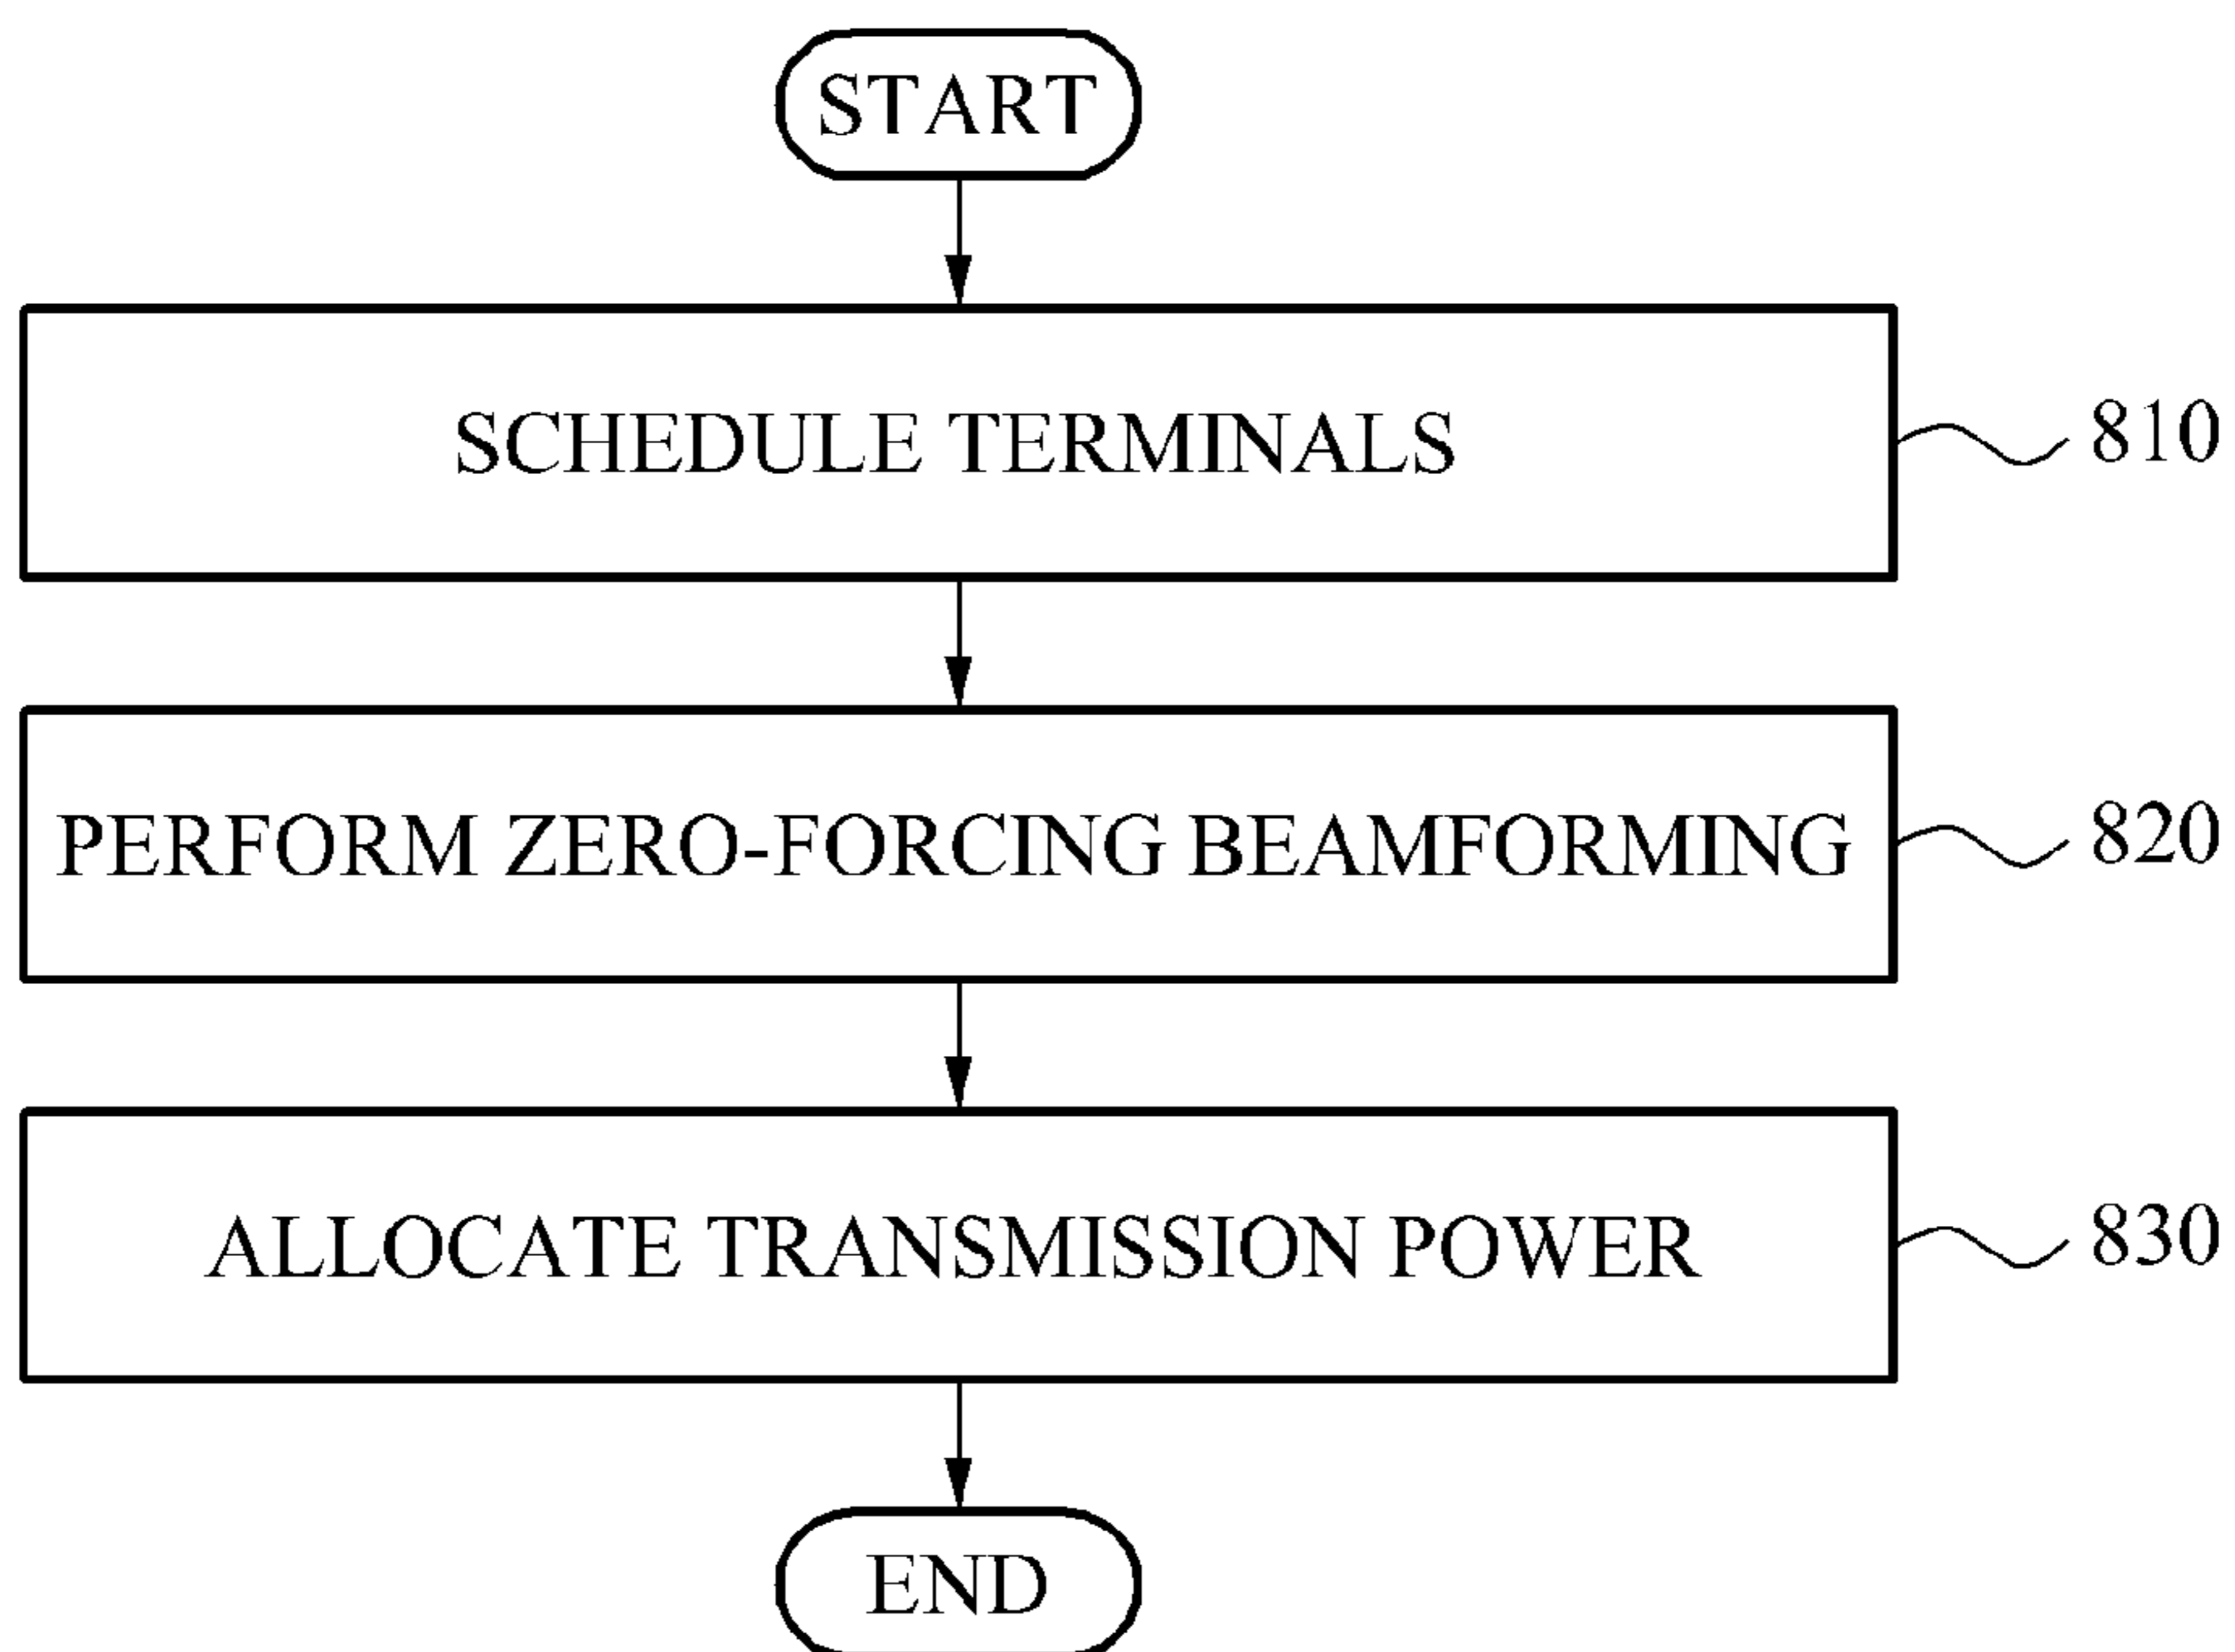 START
SCHEDULE TERMINALS
810
PERFORM ZERO-FORCING BEAMFORMING
820
ALLOCATE TRANSMISSION POWER
830
END